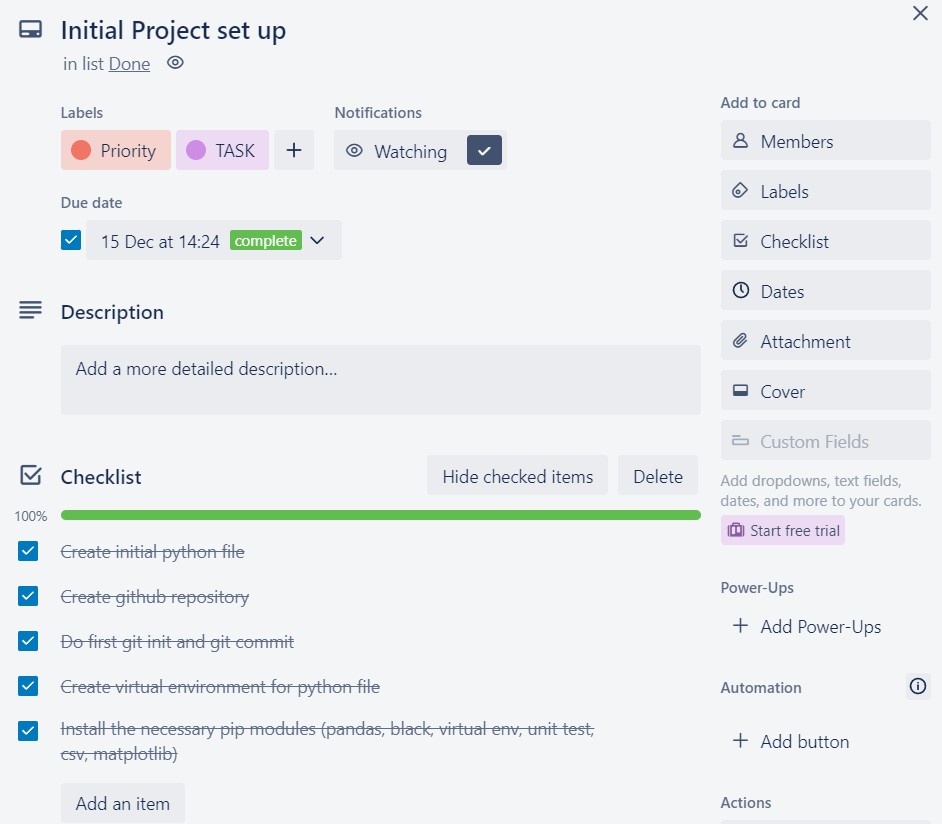 Initial Project set up
in list Done
Labels
Notifications
Priority
TASK
Watching
Due date
15 Dec at 14:24 complete
Description
Add a more detailed description...
Checklist
Hide checked items
Delete
100%
Create initial python file
Create github repository
Do first git init and git commit
Create virtual environment for python file
Install the necessary pip modules (pandas, black, virtual env, unit test,
csv, matplotlib)
Add an item
Add to card
Members
Labels
Checklist
Dates
Attachment
Cover
Custom Fields
Add dropdowns, text fields,
dates, and more to your cards.
Start free trial
Power-Ups
Add Power-Ups
Automation
Add button
Actions